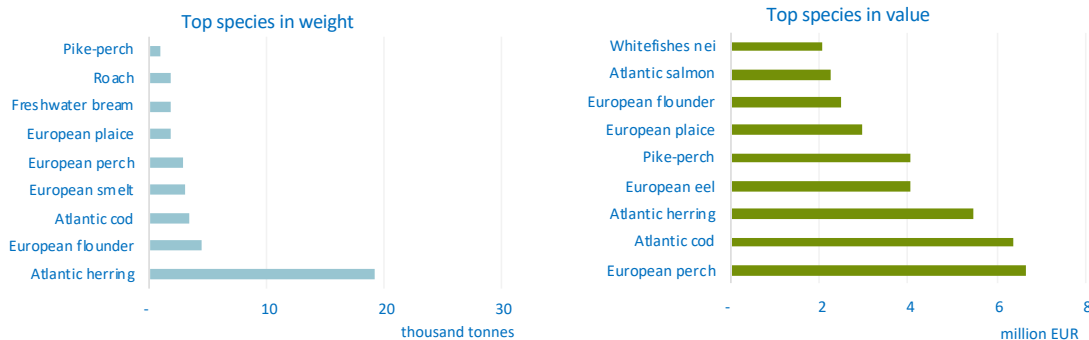 Top species in weight
Pike-perch
Roach
Freshwater bream
European plaice
European perch
European smelt
Atlantic cod
European flounder
Atlantic herring
- 10 20 30
thousand tonnes
Top species in value
Whitefishes nei
Atlantic salmon
European flounder
European plaice
Pike-perch
European eel
Atlantic herring
Atlantic cod
European perch
- 2 4 6 8
million EUR